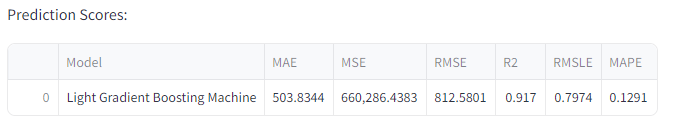 Prediction Scores:
Model MAE MSE RMSE R2 RMSLE MAPE
0 Light Gradient Boosting Machine 503.8344 660,286.4383 812.5801 0.917 0.7974 0.1291